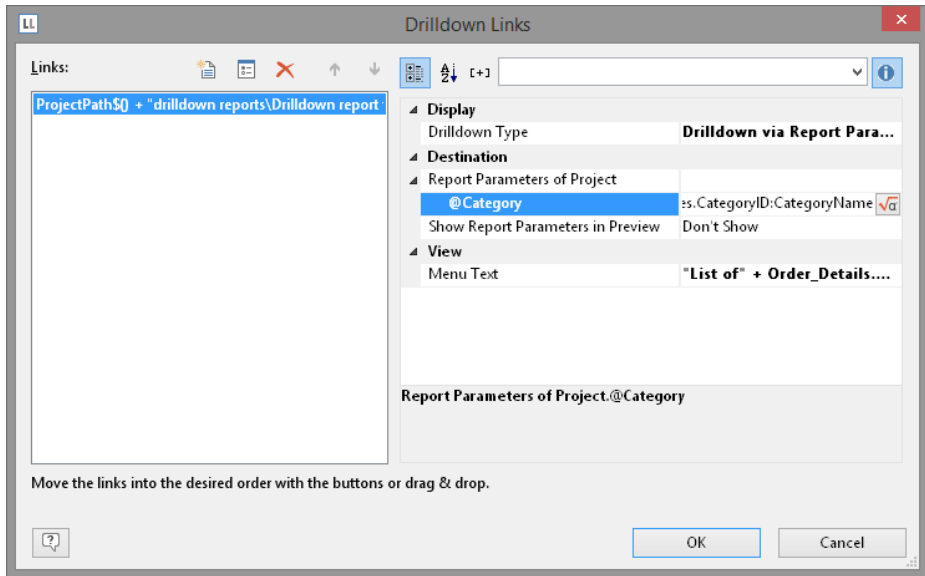 LL
Drilldown Links
Links:
[+]
ProjectPath$() + "drilldown reports\Drilldown report
Display
Drilldown Type Drilldown via Report Para...
Destination
Report Parameters of Project
@Category es.CategoryID:CategoryName
Show Report Parameters in Preview Don't Show
View
Menu Text "List of" + Order_Details....
Report Parameters of Project.@Category
Move the links into the desired order with the buttons or drag & drop.
OK Cancel